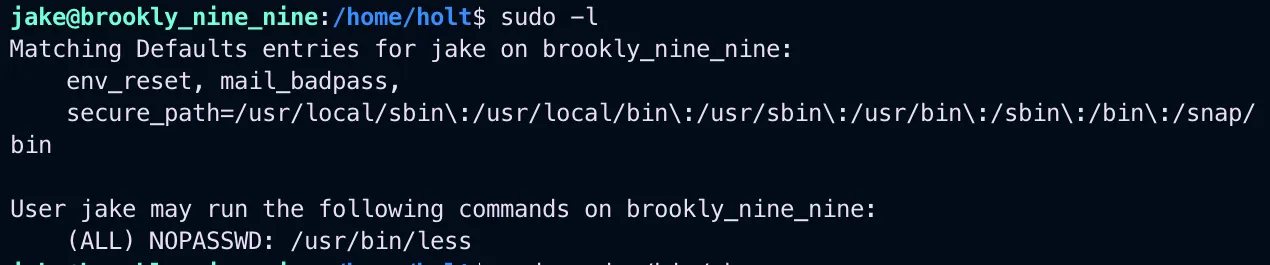 jake@brookly_nine_nine:/home/holt$ sudo -l
Matching Defaults entries for jake on brookly_nine_nine:
    env_reset, mail_badpass,
    secure_path=/usr/local/sbin\:/usr/local/bin\:/usr/sbin\:/usr/bin\:/sbin\:/bin\:/snap/
bin

User jake may run the following commands on brookly_nine_nine:
    (ALL) NOPASSWD: /usr/bin/less